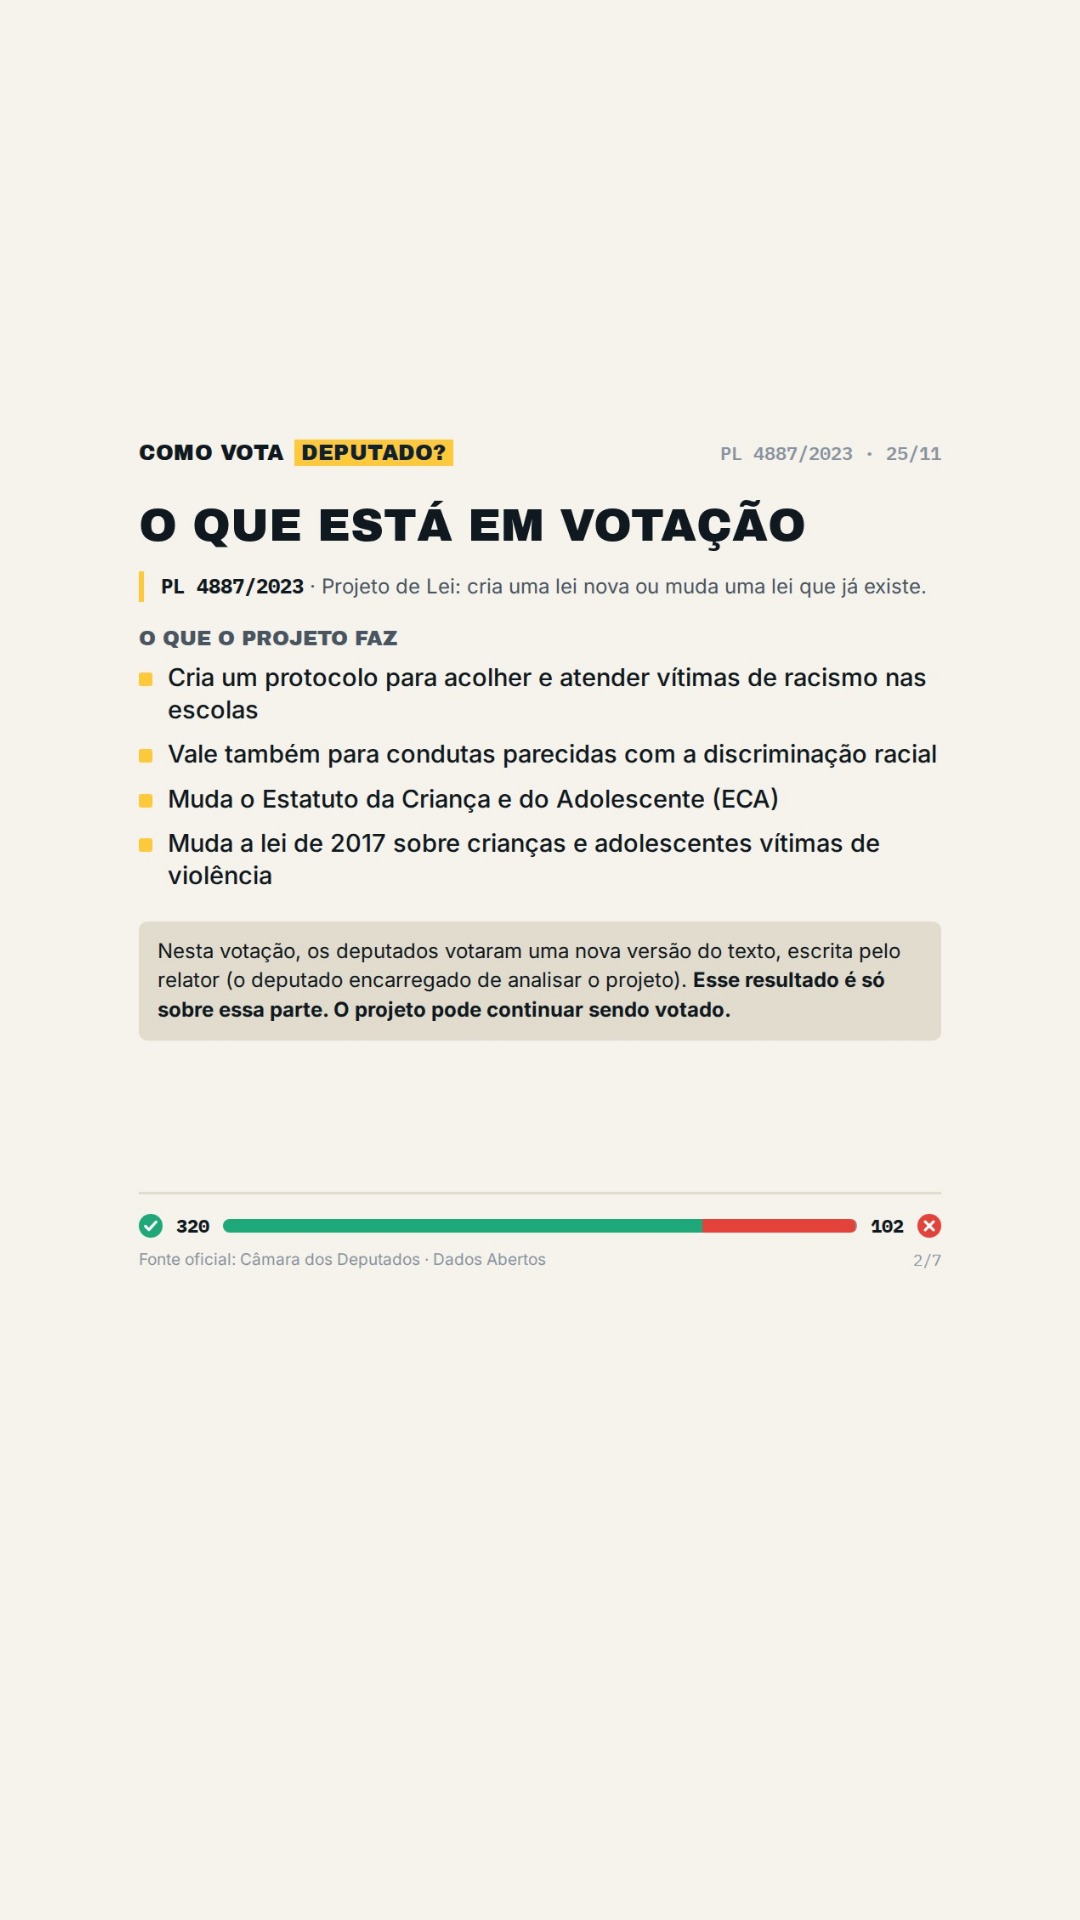 COMO VOTA DEPUTADO?
PL 4887/2023 · 25/11
O QUE ESTÁ EM VOTAÇÃO
PL 4887/2023 · Projeto de Lei: cria uma lei nova ou muda uma lei que já existe.
O QUE O PROJETO FAZ
Cria um protocolo para acolher e atender vítimas de racismo nas
escolas
Vale também para condutas parecidas com a discriminação racial
Muda o Estatuto da Criança e do Adolescente (ECA)
Muda a lei de 2017 sobre crianças e adolescentes vítimas de
violência
Nesta votação, os deputados votaram uma nova versão do texto, escrita pelo
relator (o deputado encarregado de analisar o projeto). Esse resultado é só
sobre essa parte. O projeto pode continuar sendo votado.
320
102
Fonte oficial: Câmara dos Deputados · Dados Abertos
2/7